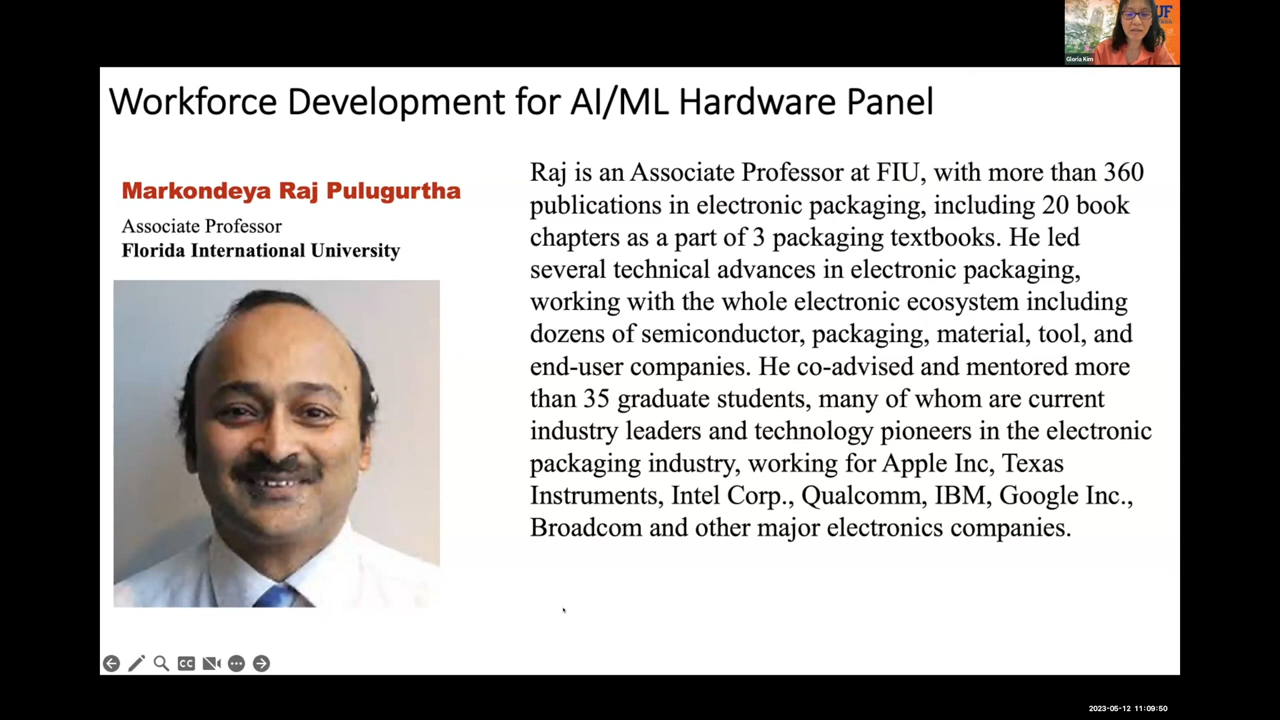 UF
Gloria Kim
Workforce Development for AI/ML Hardware Panel
Markondeya Raj Pulugurtha
Associate Professor
Florida International University
Raj is an Associate Professor at FIU, with more than 360
publications in electronic packaging, including 20 book
chapters as a part of 3 packaging textbooks. He led
several technical advances in electronic packaging,
working with the whole electronic ecosystem including
dozens of semiconductor, packaging, material, tool, and
end-user companies. He co-advised and mentored more
than 35 graduate students, many of whom are current
industry leaders and technology pioneers in the electronic
packaging industry, working for Apple Inc, Texas
Instruments, Intel Corp., Qualcomm, IBM, Google Inc.,
Broadcom and other major electronics companies.
CC
2023-05-12 11:09:50